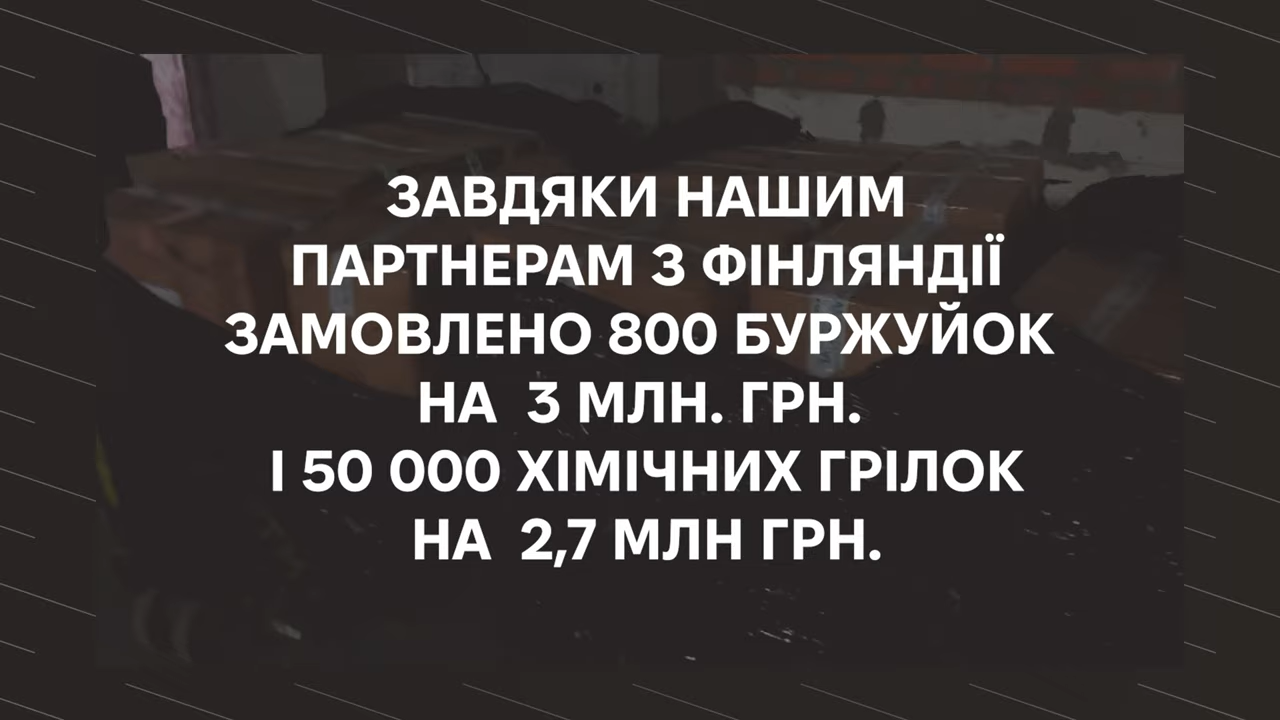 ЗАВДЯКИ НАШИМ
ПАРТНЕРАМ З ФІНЛЯНДІЇ
ЗАМОВЛЕНО 800 БУРЖУЙОК
НА 3 МЛН. ГРН.
І 50 000 ХІМІЧНИХ ГРІЛОК
НА 2,7 МЛН ГРН.